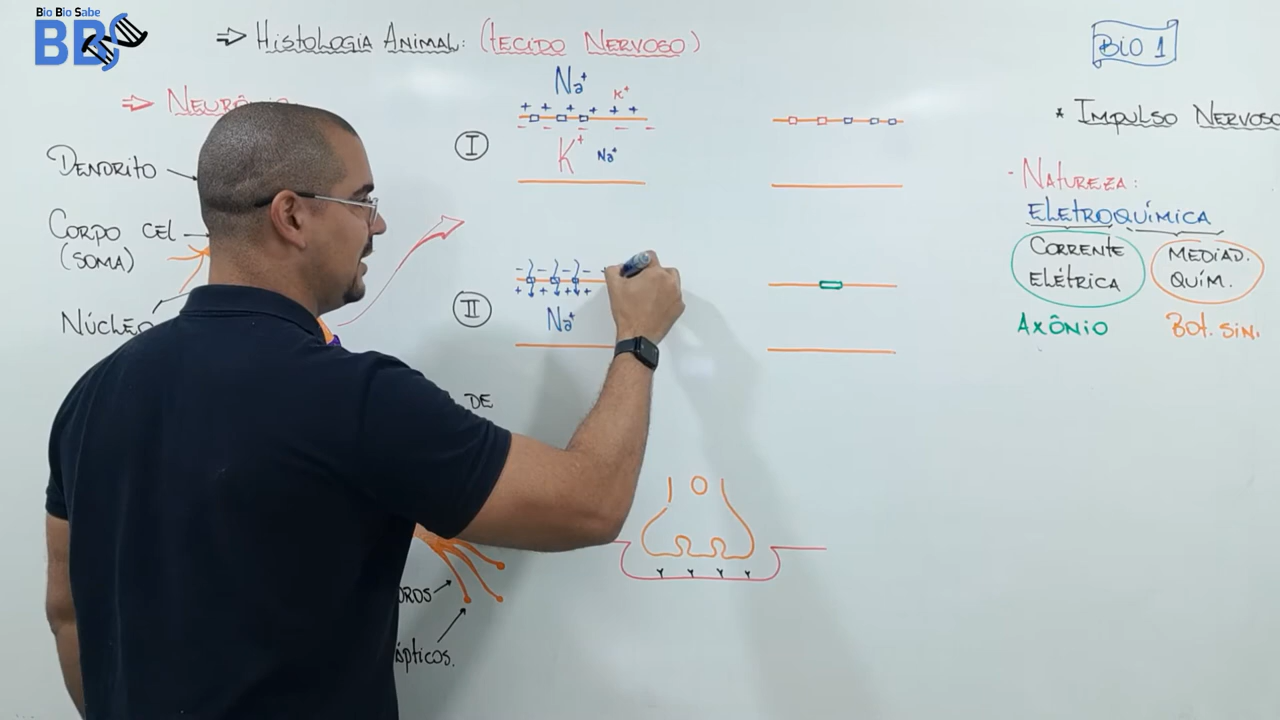 Bio Bio Sabe
BBS
⇒ Histologia Animal: (Tecido Nervoso)
Bio 1
⇒ Neurônio
Dendrito
Corpo Cel
(Soma)
Núcleo
I
Na⁺
K⁺
+ + + + + +
- - - - -
K⁺ Na⁺
II
- - - -
+ + + +
Na⁺
DE
* Impulso Nervoso
- Natureza:
Eletroquímica
Corrente
Elétrica
Axônio
Mediad.
Quím.
Bot. Sin.